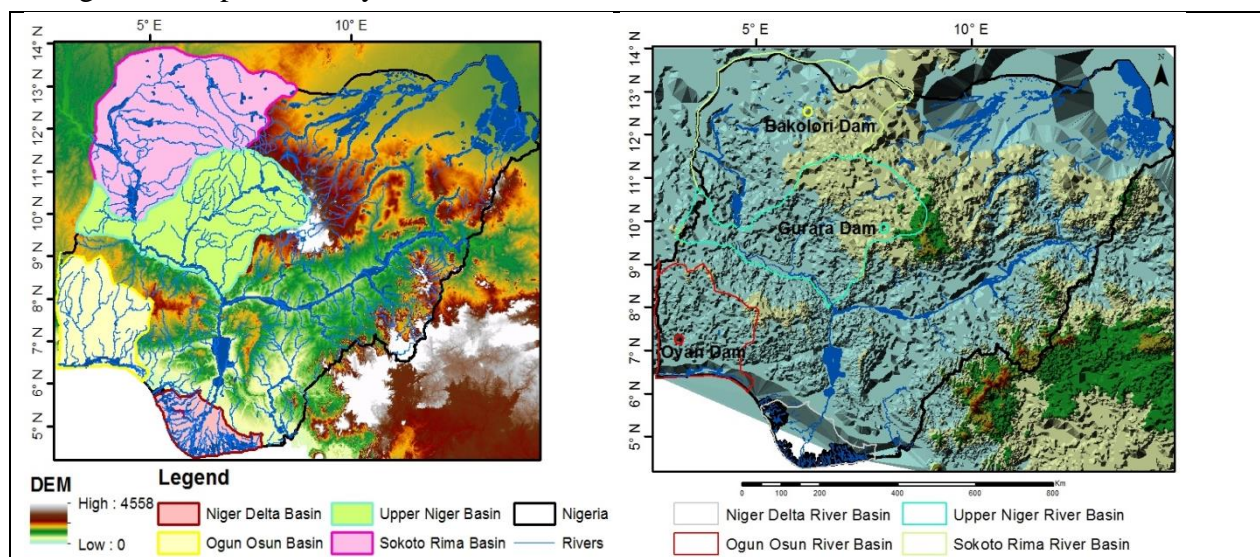 5° E 10° E
14° N
13° N
12° N
11° N
10° N
9° N
8° N
7° N
6° N
5° N
DEM
High : 4558
Low : 0
Legend
Niger Delta Basin
Upper Niger Basin
Nigeria
Ogun Osun Basin
Sokoto Rima Basin
Rivers
5° E 10° E
14° N
13° N
12° N
11° N
10° N
9° N
8° N
7° N
6° N
5° N
N
Bakolori Dam
Gurara Dam
Oyan Dam
0 50 100 200 400 600 800
Km
Niger Delta River Basin
Upper Niger River Basin
Ogun Osun River Basin
Sokoto Rima River Basin